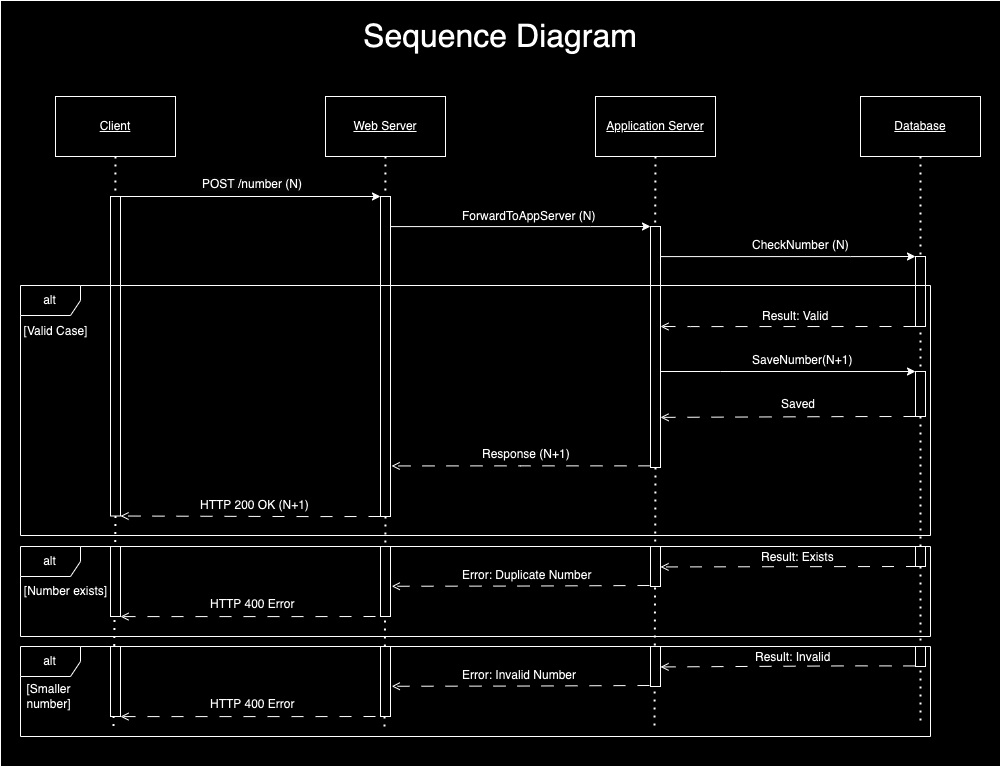 Sequence Diagram
Client
Web Server
Application Server
Database
POST /number (N)
ForwardToAppServer (N)
CheckNumber (N)
alt
[Valid Case]
Result: Valid
SaveNumber(N+1)
Saved
Response (N+1)
HTTP 200 OK (N+1)
alt
[Number exists]
Result: Exists
Error: Duplicate Number
HTTP 400 Error
alt
[Smaller
number]
Result: Invalid
Error: Invalid Number
HTTP 400 Error